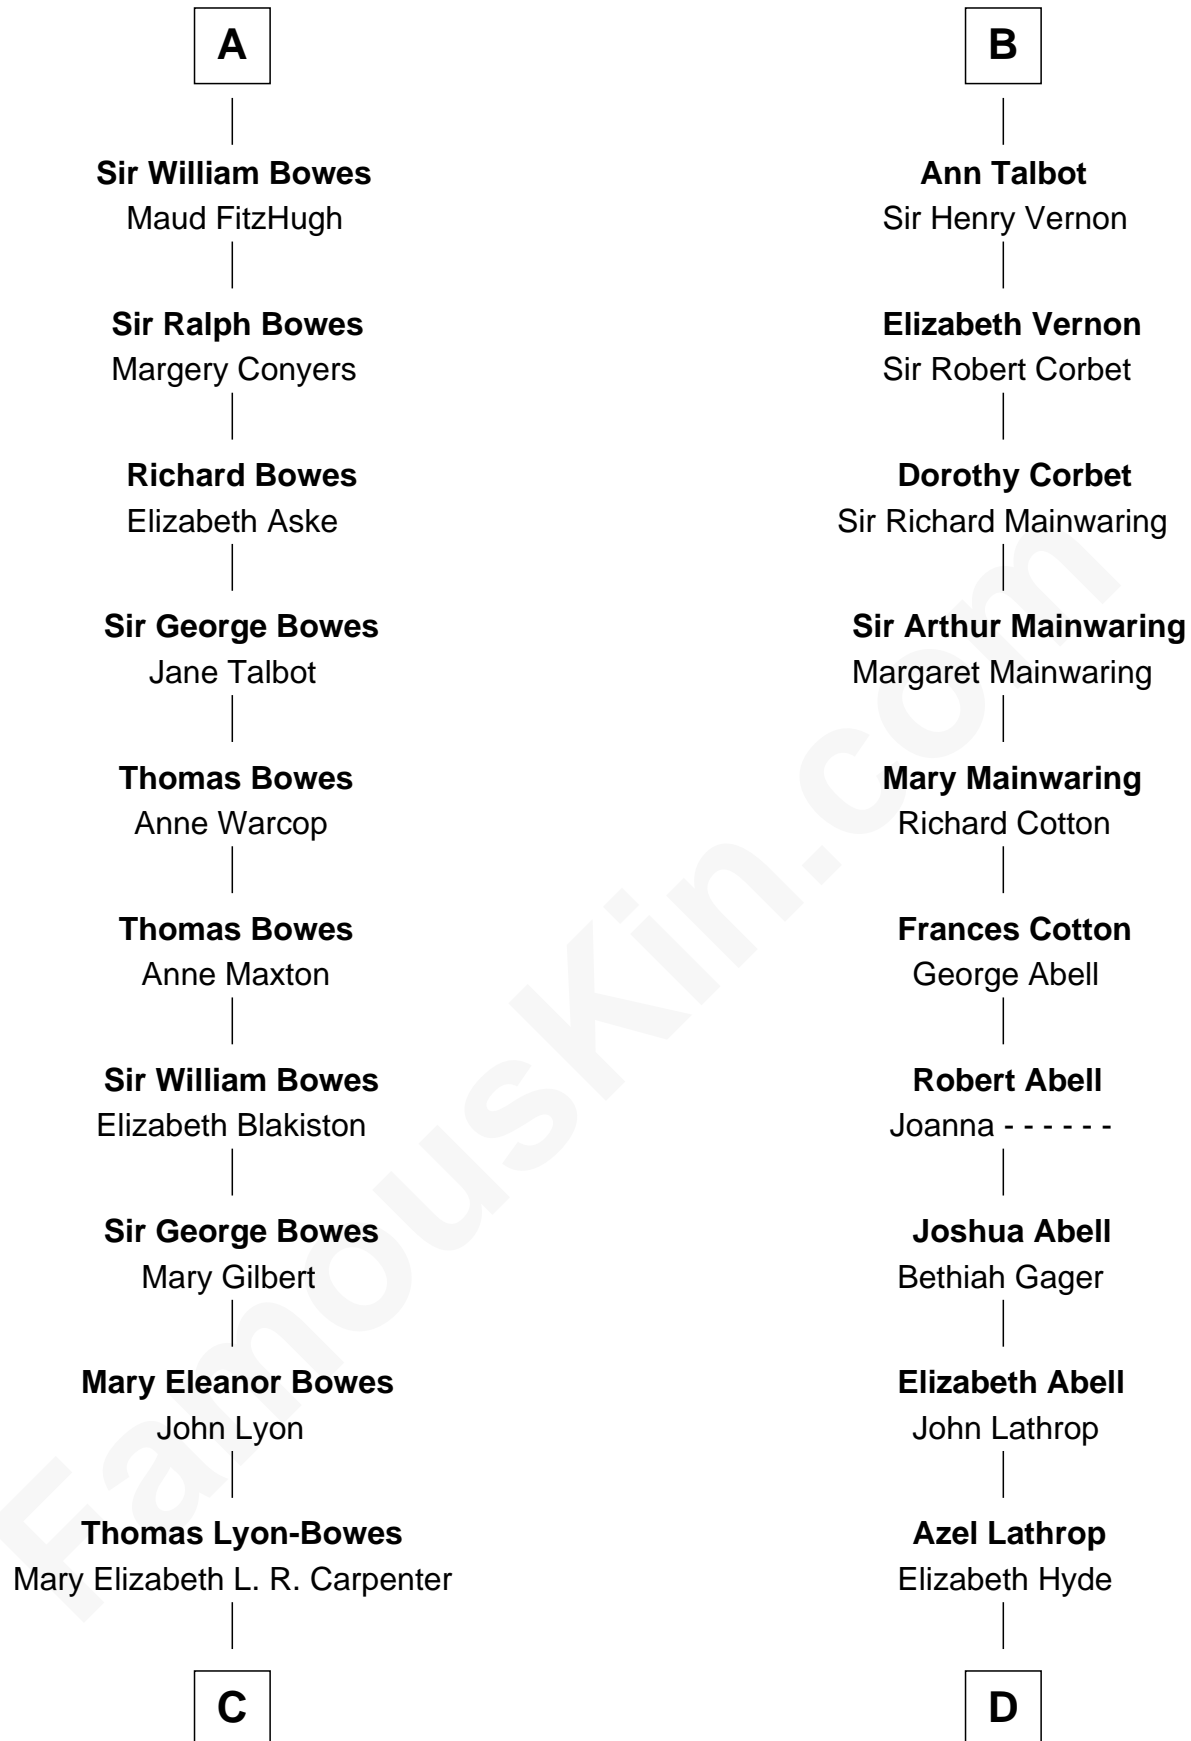 A
Sir William Bowes
Maud FitzHugh
Sir Ralph Bowes
Margery Conyers
Richard Bowes
Elizabeth Aske
Sir George Bowes
Jane Talbot
Thomas Bowes
Anne Warcop
Thomas Bowes
Anne Maxton
Sir William Bowes
Elizabeth Blakiston
Sir George Bowes
Mary Gilbert
Mary Eleanor Bowes
John Lyon
Thomas Lyon-Bowes
Mary Elizabeth L. R. Carpenter
C
B
Ann Talbot
Sir Henry Vernon
Elizabeth Vernon
Sir Robert Corbet
Dorothy Corbet
Sir Richard Mainwaring
Sir Arthur Mainwaring
Margaret Mainwaring
Mary Mainwaring
Richard Cotton
Frances Cotton
George Abell
Robert Abell
Joanna - - - - - -
Joshua Abell
Bethiah Gager
Elizabeth Abell
John Lathrop
Azel Lathrop
Elizabeth Hyde
D
FamousKin.com